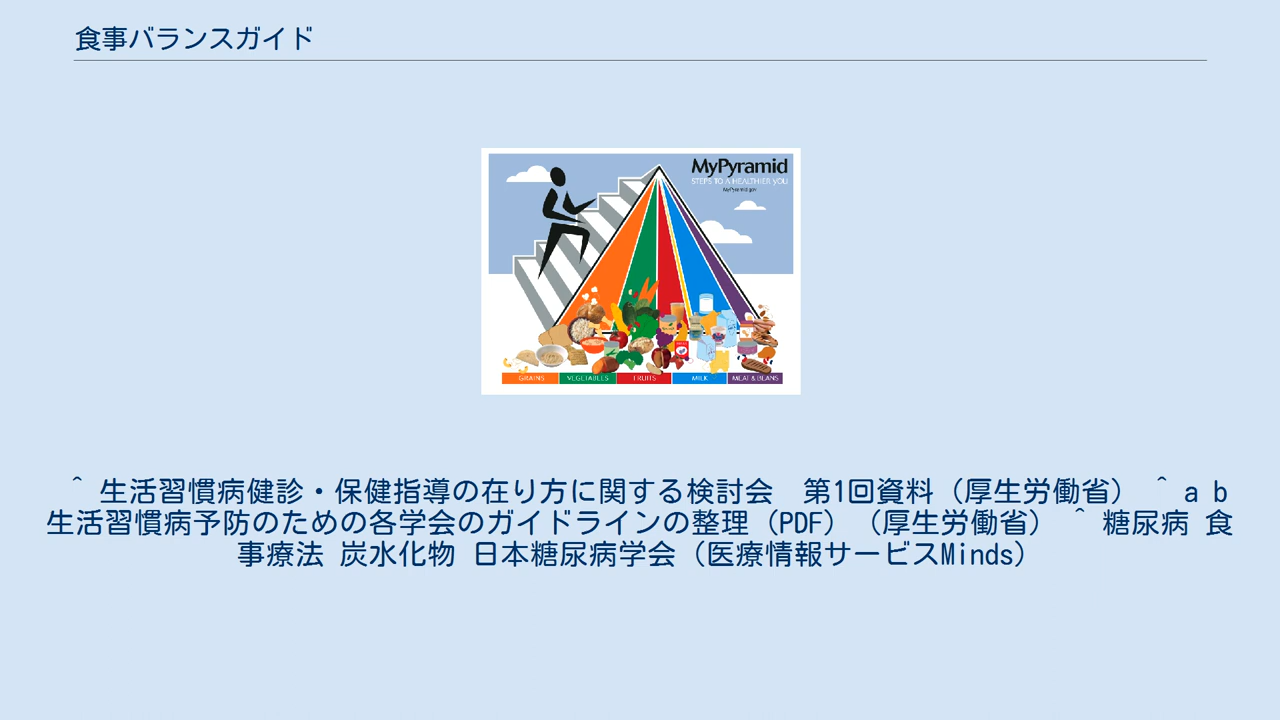 食事バランスガイド
MyPyramid
STEPS TO A HEALTHIER YOU
MyPyramid.gov
GRAINS VEGETABLES FRUITS MILK MEAT & BEANS
^ 生活習慣病健診・保健指導の在り方に関する検討会　第1回資料（厚生労働省） ^ a b
生活習慣病予防のための各学会のガイドラインの整理（PDF）（厚生労働省） ^ 糖尿病 食
事療法 炭水化物 日本糖尿病学会（医療情報サービスMinds）